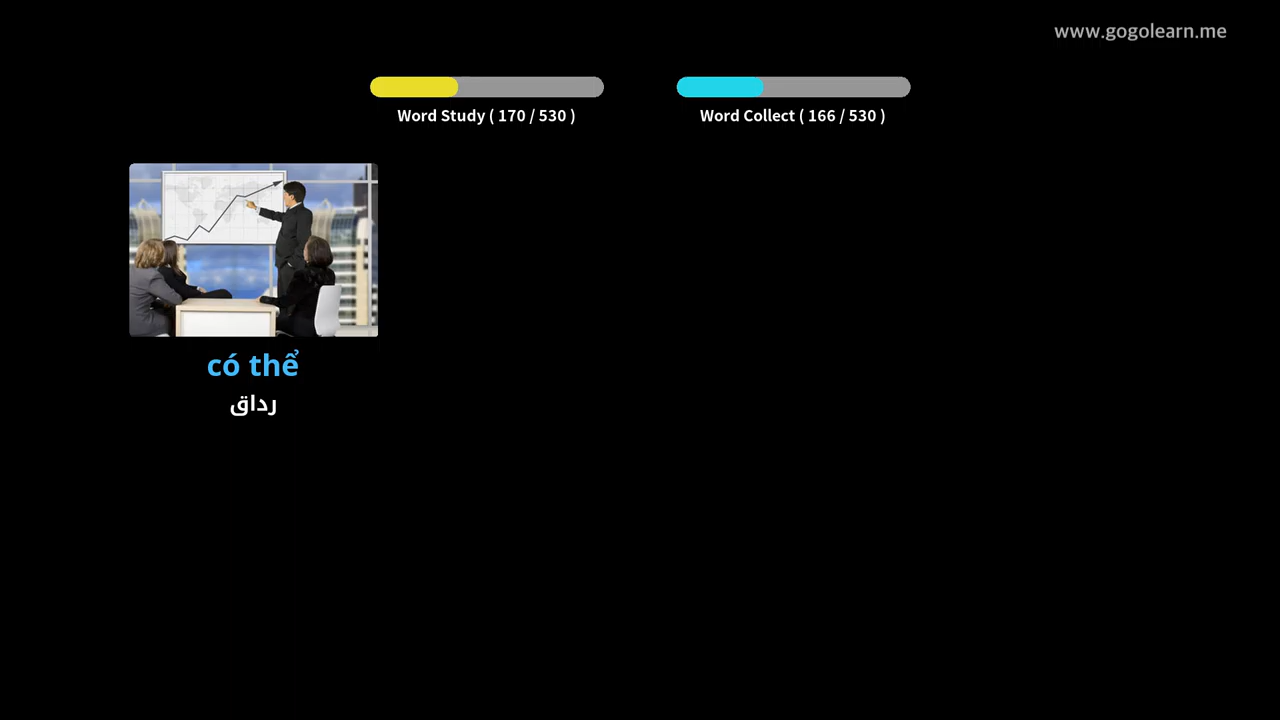 www.gogolearn.me
Word Study ( 170 / 530 )
Word Collect ( 166 / 530 )
có thể
رداق